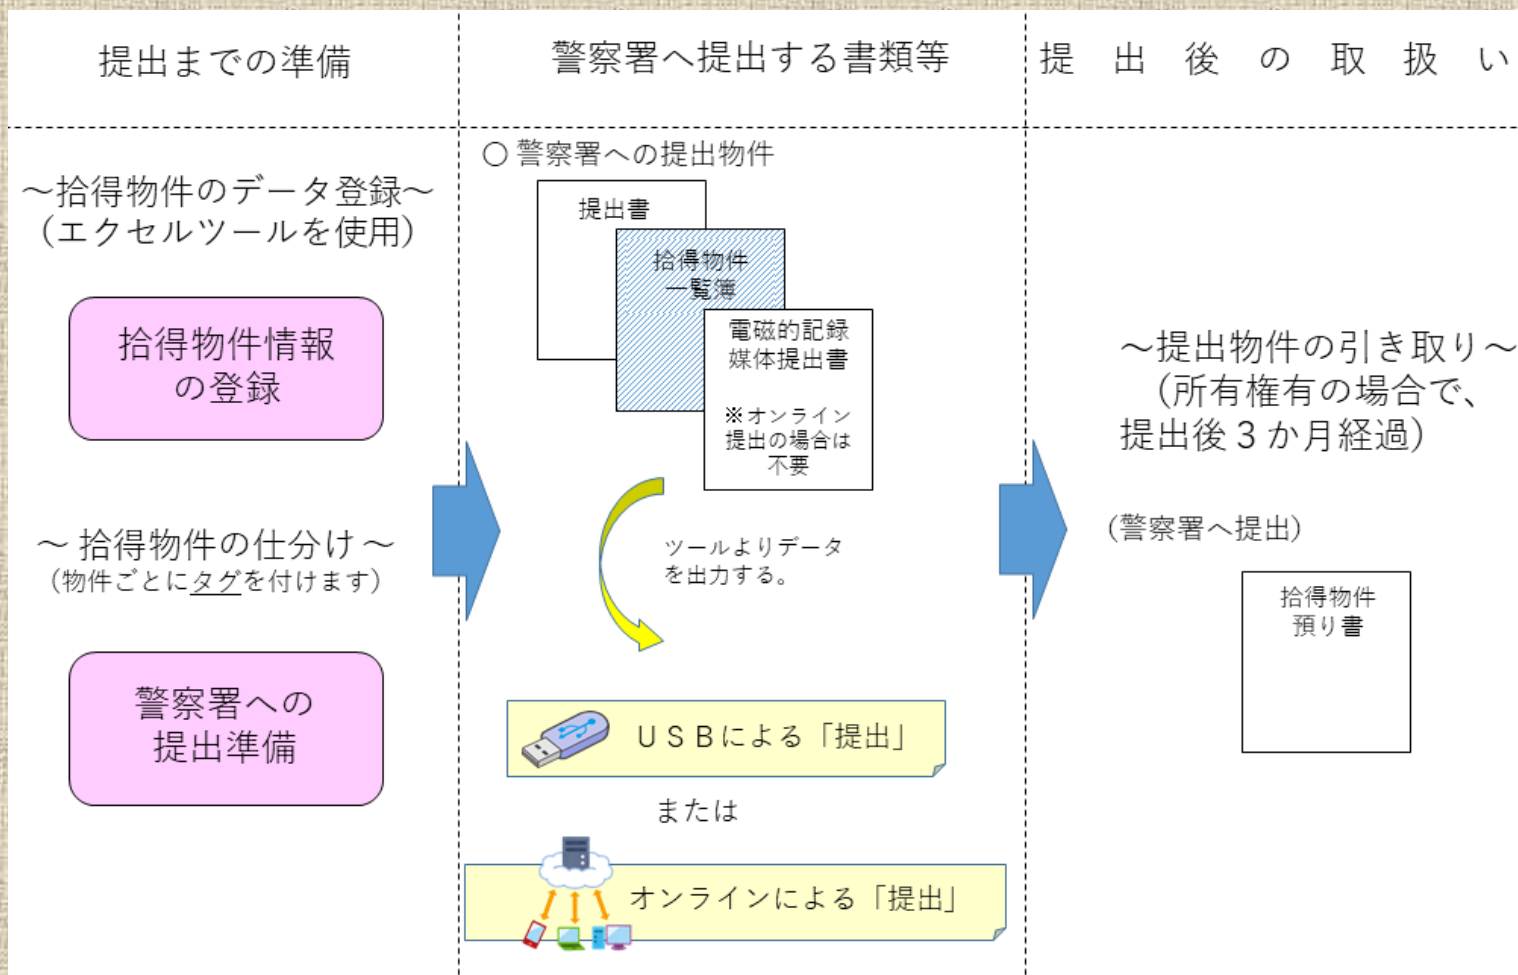 提出までの準備
警察署へ提出する書類等
提出後の取扱い
～拾得物件のデータ登録～
（エクセルツールを使用）
拾得物件情報
の登録
～ 拾得物件の仕分け ～
（物件ごとにタグを付けます）
警察署への
提出準備
○ 警察署への提出物件
提出書
拾得物件
一覧簿
電磁的記録
媒体提出書
※オンライン
提出の場合は
不要
ツールよりデータ
を出力する。
ＵＳＢによる「提出」
または
オンラインによる「提出」
～提出物件の引き取り～
（所有権有の場合で、
提出後３か月経過）
（警察署へ提出）
拾得物件
預り書